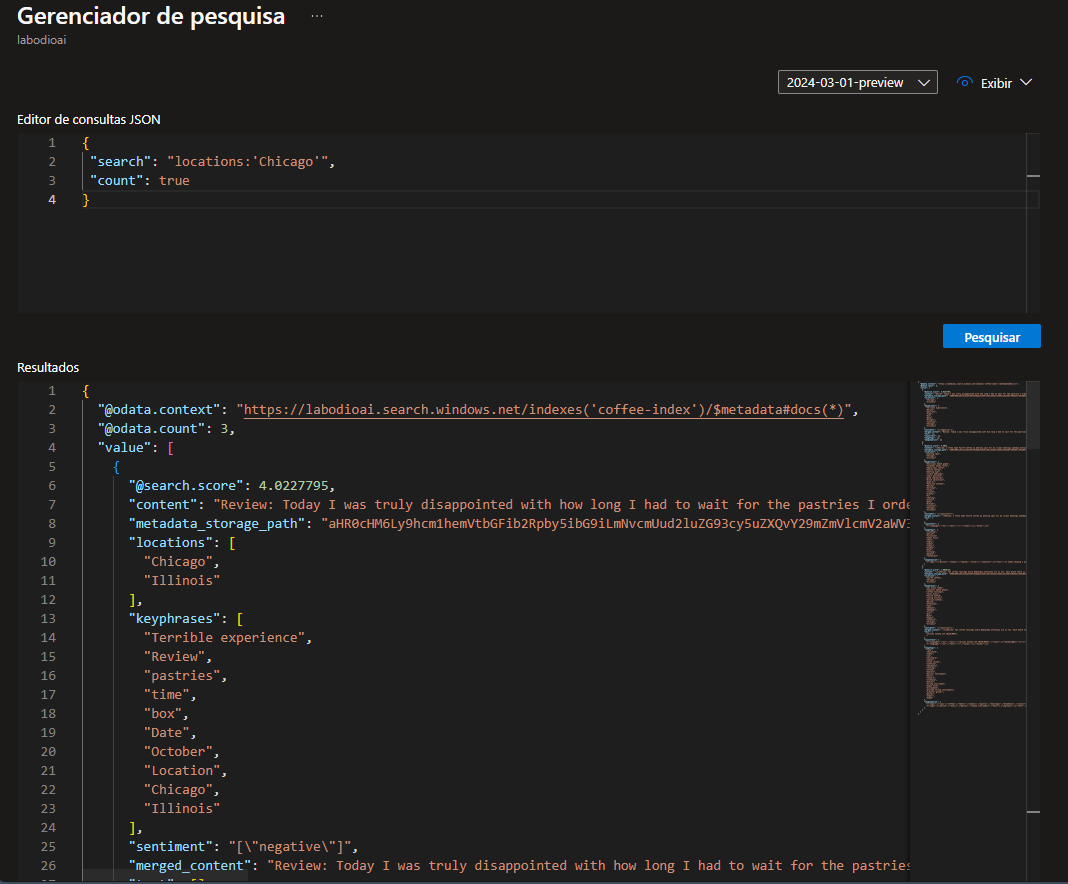 Gerenciador de pesquisa ...
labodioai
2024-03-01-preview
Exibir
Editor de consultas JSON
1 {
2 "search": "locations:'Chicago'",
3 "count": true
4 }
Pesquisar
Resultados
1 {
2 "@odata.context": "https://labodioai.search.windows.net/indexes('coffee-index')/$metadata#docs(*)",
3 "@odata.count": 3,
4 "value": [
5 {
6 "@search.score": 4.0227795,
7 "content": "Review: Today I was truly disappointed with how long I had to wait for the pastries I orde
8 "metadata_storage_path": "aHR0cHM6Ly9hcm1hemVtbGFib2Rpby5ibG9iLmNvcmUud2luZG93cy5uZXQvY29mZmVlcmV2aWV3
9 "locations": [
10 "Chicago",
11 "Illinois"
12 ],
13 "keyphrases": [
14 "Terrible experience",
15 "Review",
16 "pastries",
17 "time",
18 "box",
19 "Date",
20 "October",
21 "Location",
22 "Chicago",
23 "Illinois"
24 ],
25 "sentiment": "[\"negative\"]",
26 "merged_content": "Review: Today I was truly disappointed with how long I had to wait for the pastries